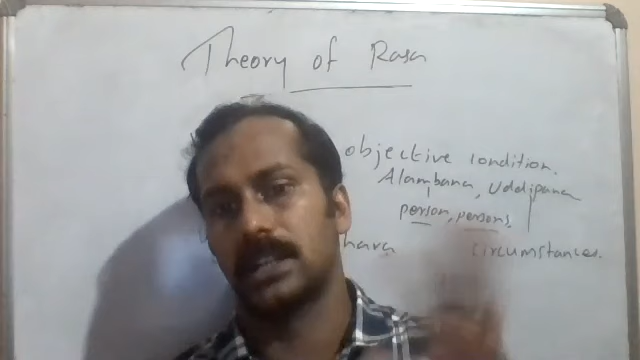 Theory of Rasa
objective condition.
Alambana, Uddipana
person, persons,
circumstances.